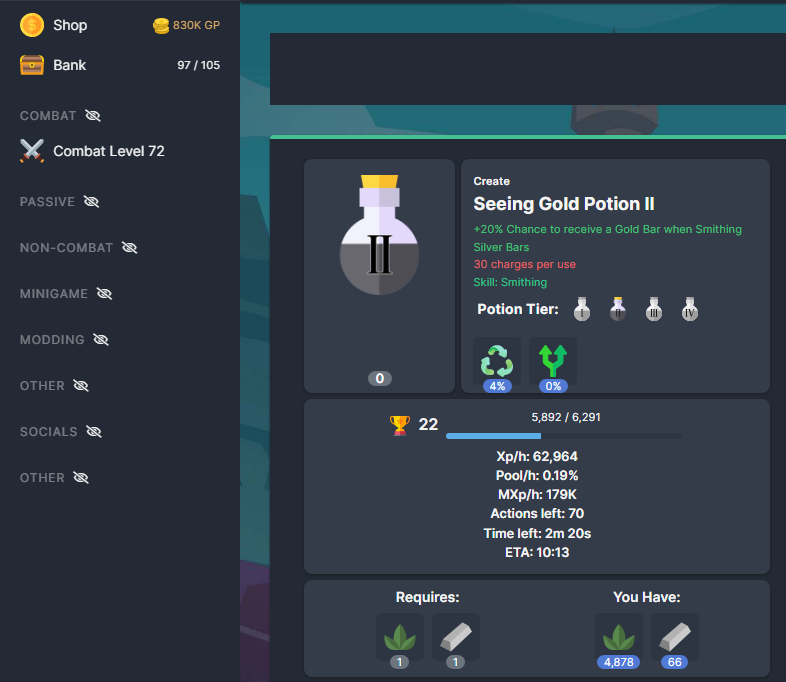 Shop 830K GP
Bank 97 / 105
COMBAT
Combat Level 72
PASSIVE
NON-COMBAT
MINIGAME
MODDING
OTHER
SOCIALS
OTHER
II
0
Create
Seeing Gold Potion II
+20% Chance to receive a Gold Bar when Smithing
Silver Bars
30 charges per use
Skill: Smithing
Potion Tier: I II III IV
4% 0%
22 5,892 / 6,291
Xp/h: 62,964
Pool/h: 0.19%
MXp/h: 179K
Actions left: 70
Time left: 2m 20s
ETA: 10:13
Requires: You Have:
1 1 4,878 66